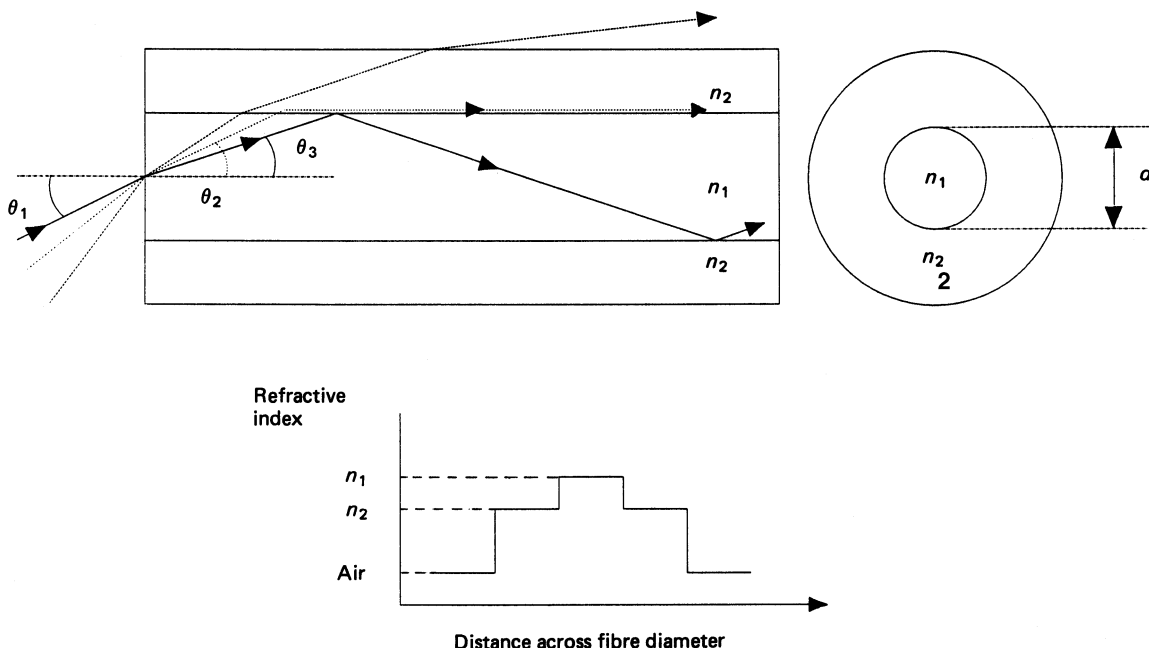 n2
θ3
n1
n1
d
θ1
θ2
n2
n2
2
Refractive
index
n1
n2
Air
Distance across fibre diameter